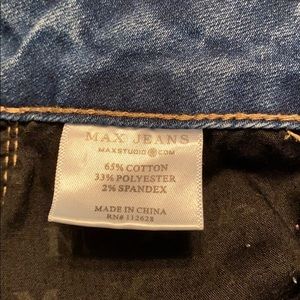 MAX JEANS
MAXSTUDIO.COM
65% COTTON
33% POLYESTER
2% SPANDEX
MADE IN CHINA
RN# 112628